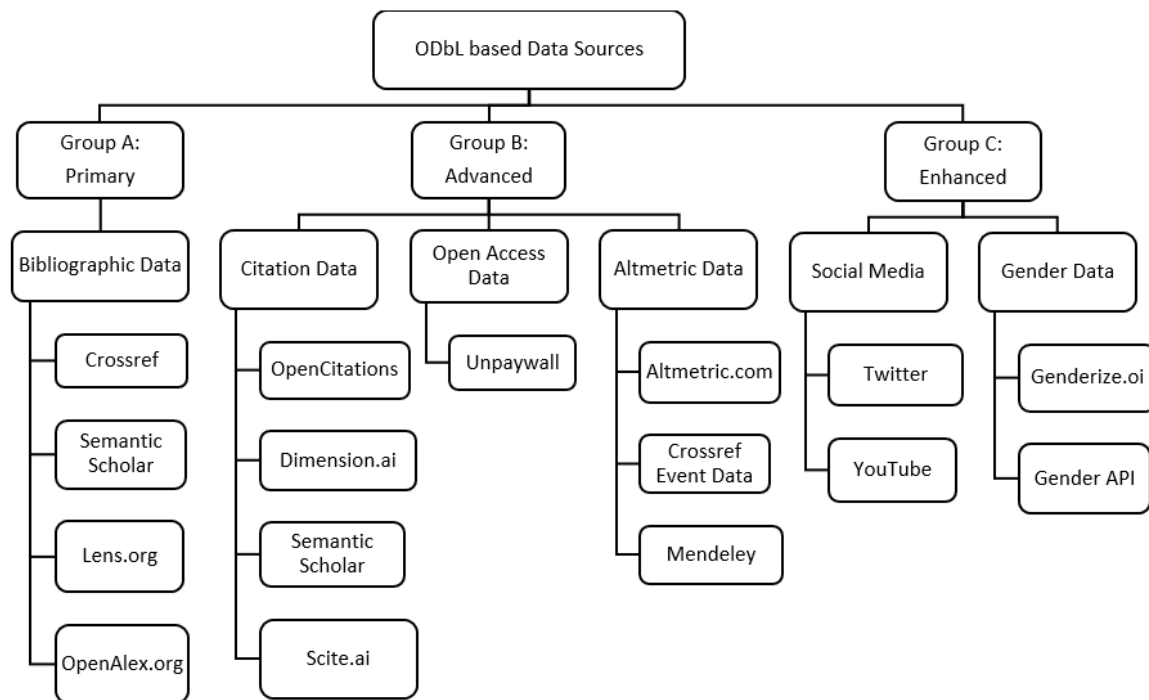 ODbL based Data Sources
Group A:
Primary
Group B:
Advanced
Group C:
Enhanced
Bibliographic Data
Citation Data
Open Access
Data
Altmetric Data
Social Media
Gender Data
Crossref
Semantic
Scholar
Lens.org
OpenAlex.org
OpenCitations
Dimension.ai
Semantic
Scholar
Scite.ai
Unpaywall
Altmetric.com
Crossref
Event Data
Mendeley
Twitter
YouTube
Genderize.oi
Gender API